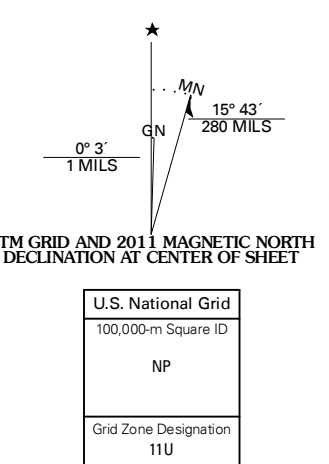 MN
15° 43´
280 MILS
GN
0° 3´
1 MILS
TM GRID AND 2011 MAGNETIC NORTH
DECLINATION AT CENTER OF SHEET
U.S. National Grid
100,000-m Square ID
NP
Grid Zone Designation
11U